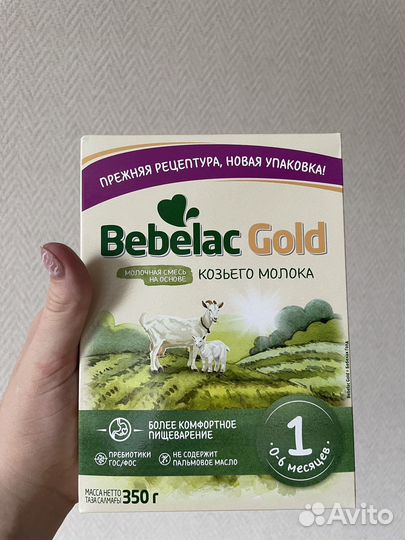 ПРЕЖНЯЯ РЕЦЕПТУРА, НОВАЯ УПАКОВКА!
Bebelac Gold
МОЛОЧНАЯ СМЕСЬ
НА ОСНОВЕ
КОЗЬЕГО МОЛОКА
БОЛЕЕ КОМФОРТНОЕ
ПИЩЕВАРЕНИЕ
ПРЕБИОТИКИ
ГОС/ФОС
НЕ СОДЕРЖИТ
ПАЛЬМОВОЕ МАСЛО
1
0-6 месяцев
МАССА НЕТТО
ТАЗА САЛМАҒЫ
350 г
Avito